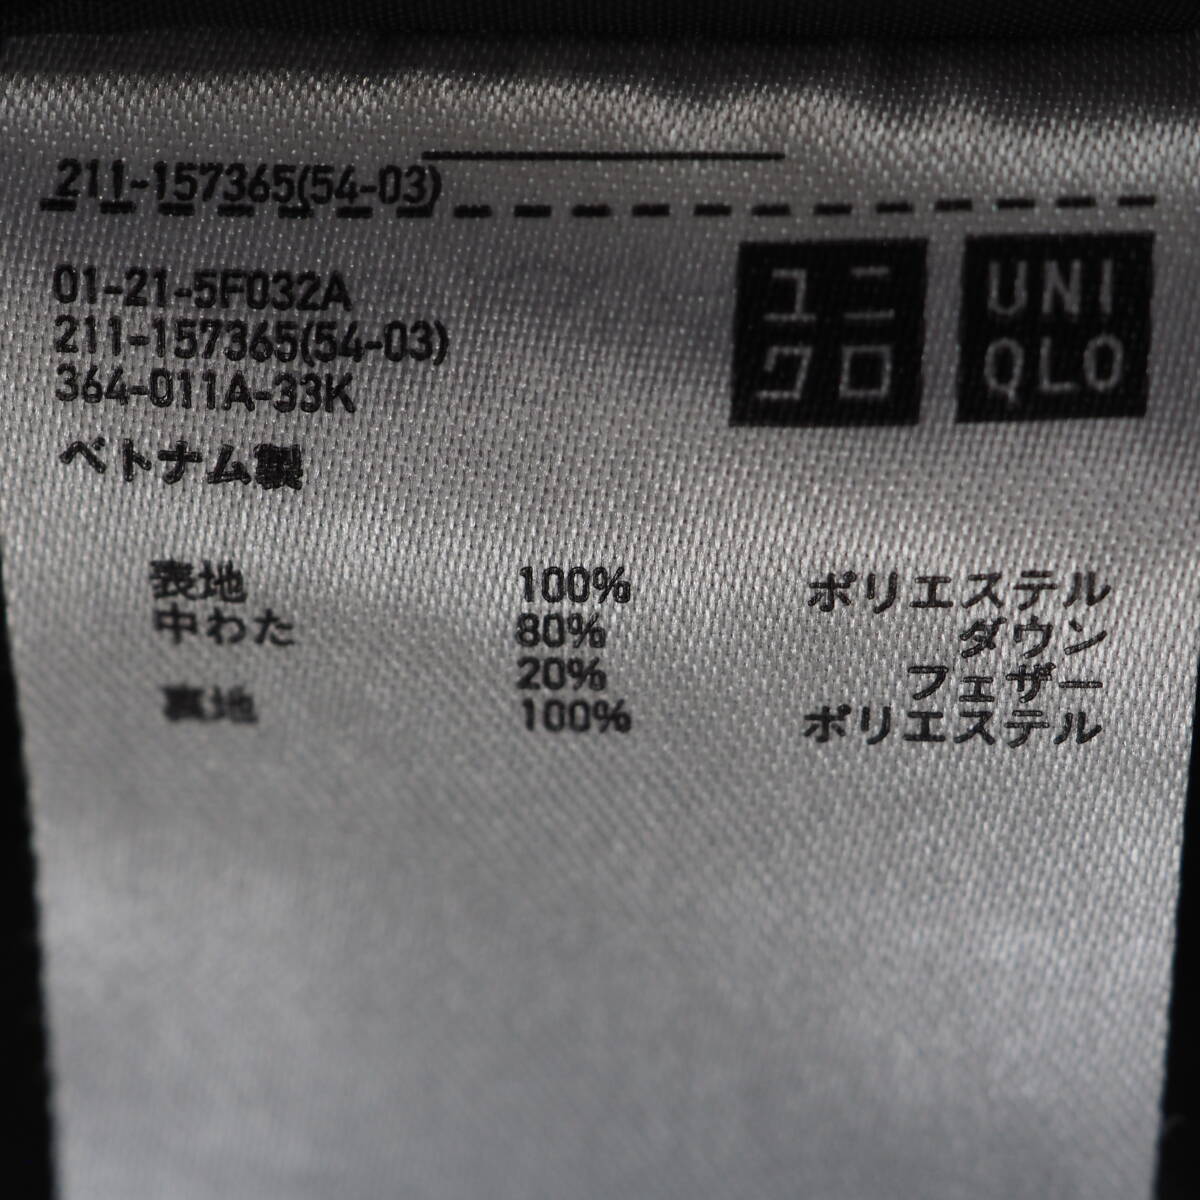 211-157365(54-03)
01-21-5F032A
211-157365(54-03)
364-011A-33K
ベトナム製
ユニ
クロ
UNI
QLO
表地 100% ポリエステル
中わた 80% ダウン
20% フェザー
裏地 100% ポリエステル